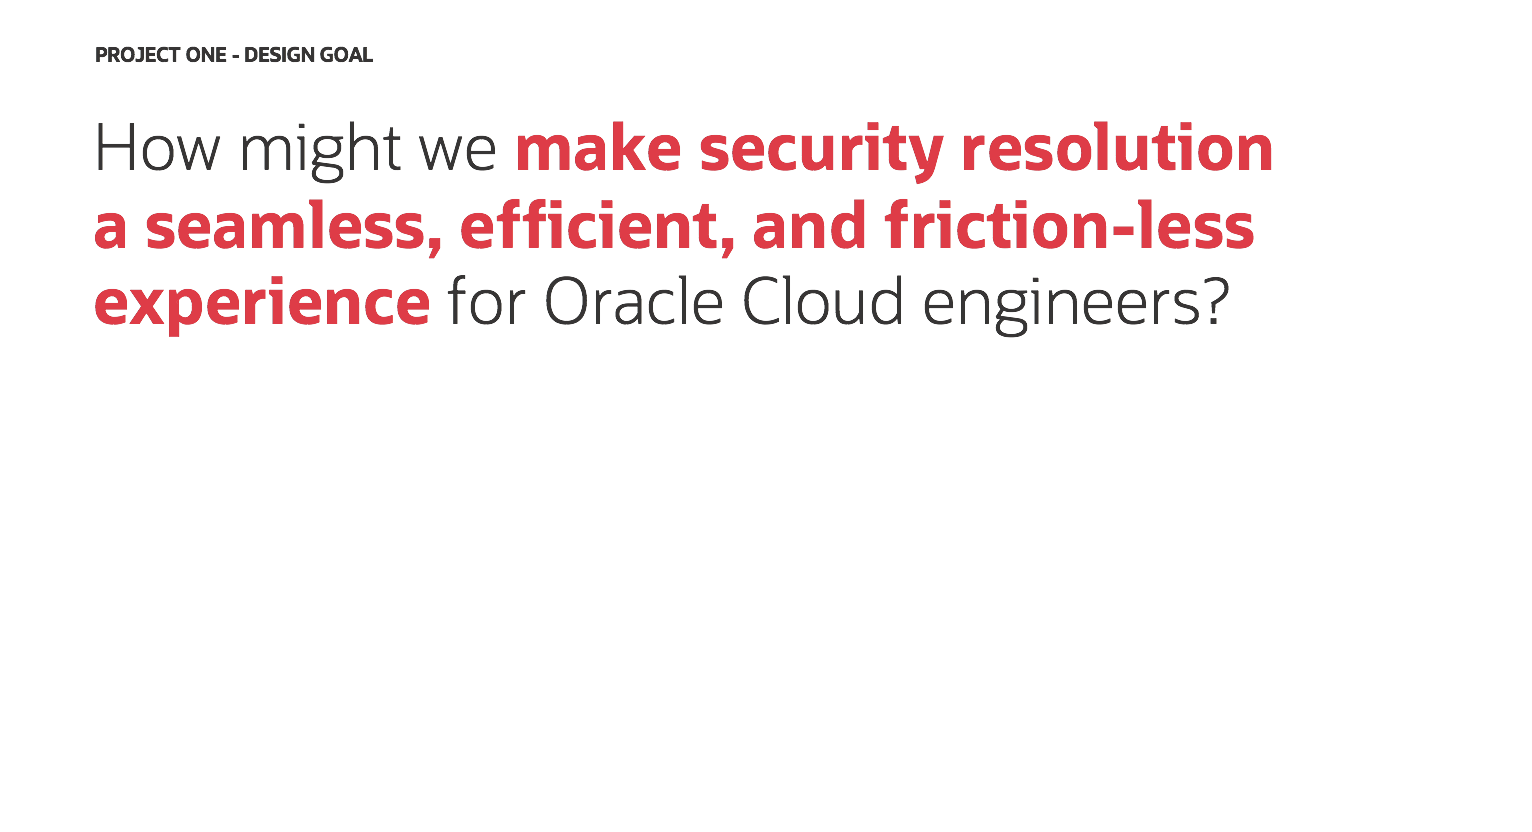 PROJECT ONE - DESIGN GOAL
How might we make security resolution
a seamless, efficient, and friction-less
experience for Oracle Cloud engineers?